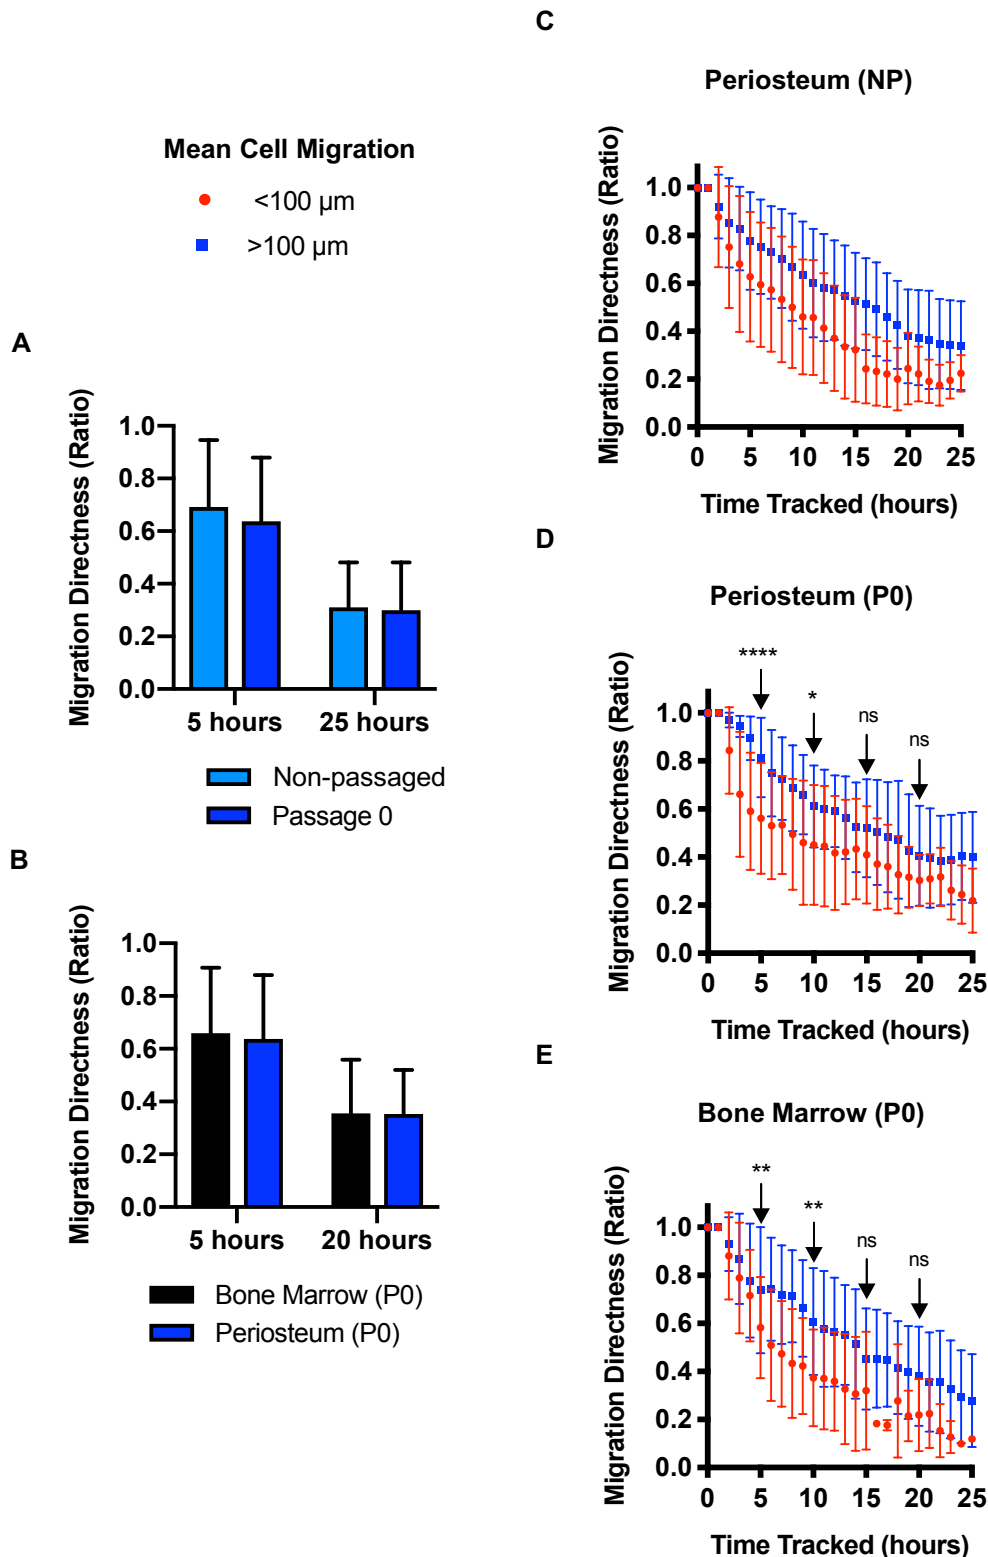 Mean Cell Migration
<100 µm
>100 µm
A
Migration Directness (Ratio)
1.0
0.8
0.6
0.4
0.2
0.0
5 hours 25 hours
Non-passaged
Passage 0
B
Migration Directness (Ratio)
1.0
0.8
0.6
0.4
0.2
0.0
5 hours 20 hours
Bone Marrow (P0)
Periosteum (P0)
C
Periosteum (NP)
Migration Directness (Ratio)
1.0
0.8
0.6
0.4
0.2
0.0
0 5 10 15 20 25
Time Tracked (hours)
D
Periosteum (P0)
**** * ns ns
Migration Directness (Ratio)
1.0
0.8
0.6
0.4
0.2
0.0
0 5 10 15 20 25
Time Tracked (hours)
E
Bone Marrow (P0)
** ** ns ns
Migration Directness (Ratio)
1.0
0.8
0.6
0.4
0.2
0.0
0 5 10 15 20 25
Time Tracked (hours)